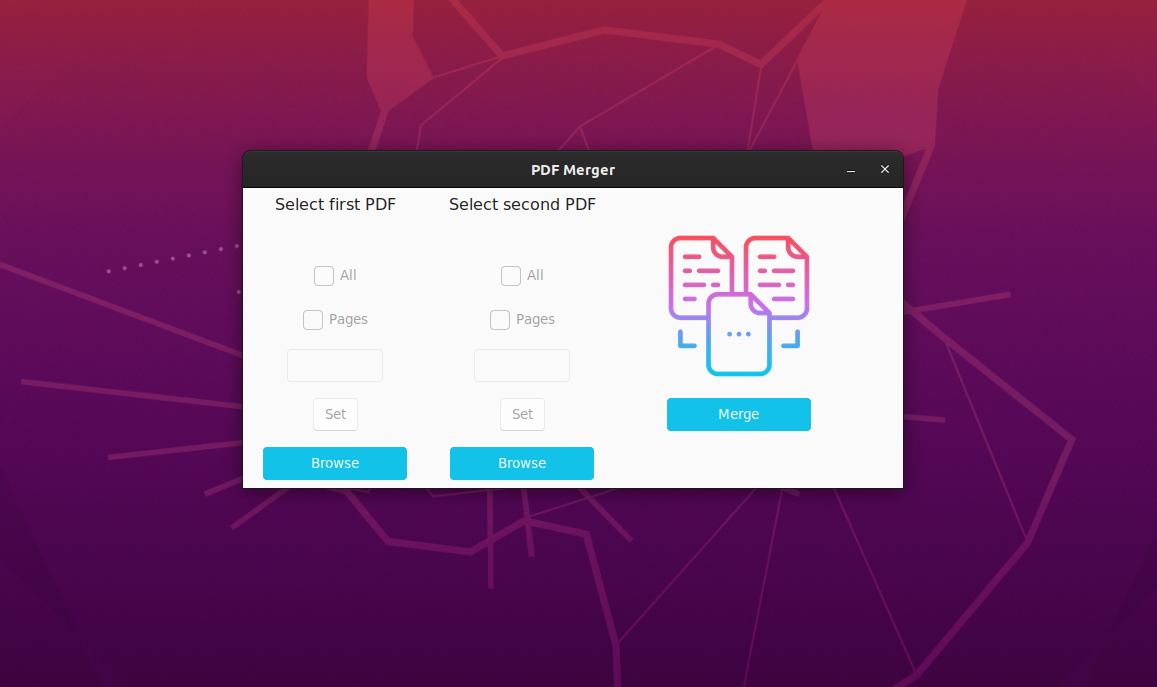 PDF Merger
Select first PDF
Select second PDF
All
All
Pages
Pages
Set
Set
Merge
Browse
Browse